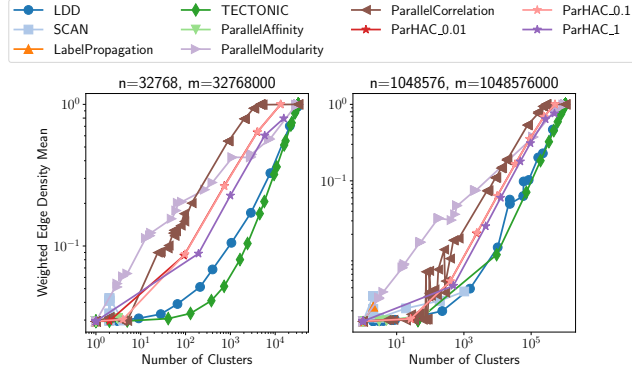 LDD
SCAN
LabelPropagation
TECTONIC
ParallelAffinity
ParallelModularity
ParallelCorrelation
ParHAC_0.01
ParHAC_0.1
ParHAC_1
n=32768, m=32768000
n=1048576, m=1048576000
Weighted Edge Density Mean
10^0
10^-1
10^0
10^-1
10^0 10^1 10^2 10^3 10^4
10^1 10^3 10^5
Number of Clusters
Number of Clusters